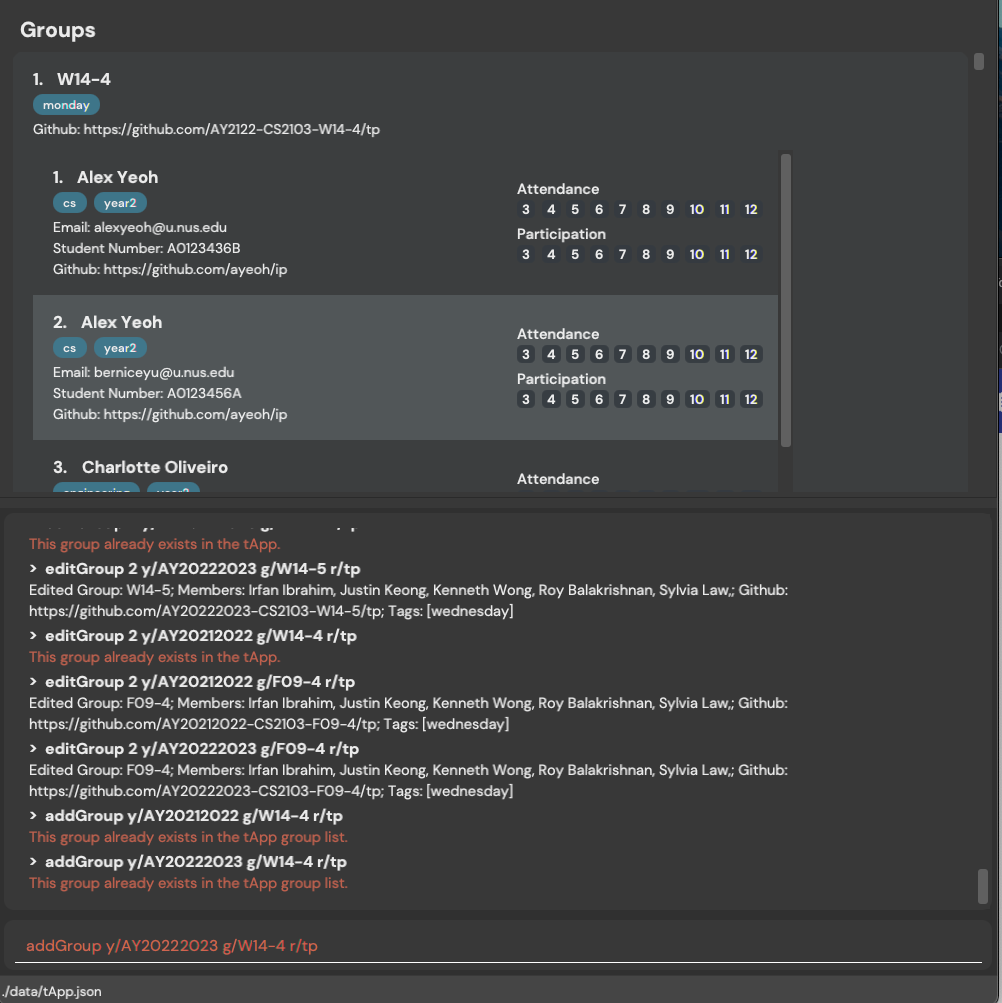 Groups
1. W14-4
monday
Github: https://github.com/AY2122-CS2103-W14-4/tp
1. Alex Yeoh
cs year2
Email: alexyeoh@u.nus.edu
Student Number: A0123436B
Github: https://github.com/ayeoh/ip
Attendance
3 4 5 6 7 8 9 10 11 12
Participation
3 4 5 6 7 8 9 10 11 12
2. Alex Yeoh
cs year2
Email: berniceyu@u.nus.edu
Student Number: A0123456A
Github: https://github.com/ayeoh/ip
Attendance
3 4 5 6 7 8 9 10 11 12
Participation
3 4 5 6 7 8 9 10 11 12
3. Charlotte Oliveiro
engineering year2
Attendance
This group already exists in the tApp.
> editGroup 2 y/AY20222023 g/W14-5 r/tp
Edited Group: W14-5; Members: Irfan Ibrahim, Justin Keong, Kenneth Wong, Roy Balakrishnan, Sylvia Law,; Github:
https://github.com/AY20222023-CS2103-W14-5/tp; Tags: [wednesday]
> editGroup 2 y/AY20212022 g/W14-4 r/tp
This group already exists in the tApp.
> editGroup 2 y/AY20212022 g/F09-4 r/tp
Edited Group: F09-4; Members: Irfan Ibrahim, Justin Keong, Kenneth Wong, Roy Balakrishnan, Sylvia Law,; Github:
https://github.com/AY20212022-CS2103-F09-4/tp; Tags: [wednesday]
> editGroup 2 y/AY20222023 g/F09-4 r/tp
Edited Group: F09-4; Members: Irfan Ibrahim, Justin Keong, Kenneth Wong, Roy Balakrishnan, Sylvia Law,; Github:
https://github.com/AY20222023-CS2103-F09-4/tp; Tags: [wednesday]
> addGroup y/AY20212022 g/W14-4 r/tp
This group already exists in the tApp group list.
> addGroup y/AY20222023 g/W14-4 r/tp
This group already exists in the tApp group list.
addGroup y/AY20222023 g/W14-4 r/tp
./data/tApp.json